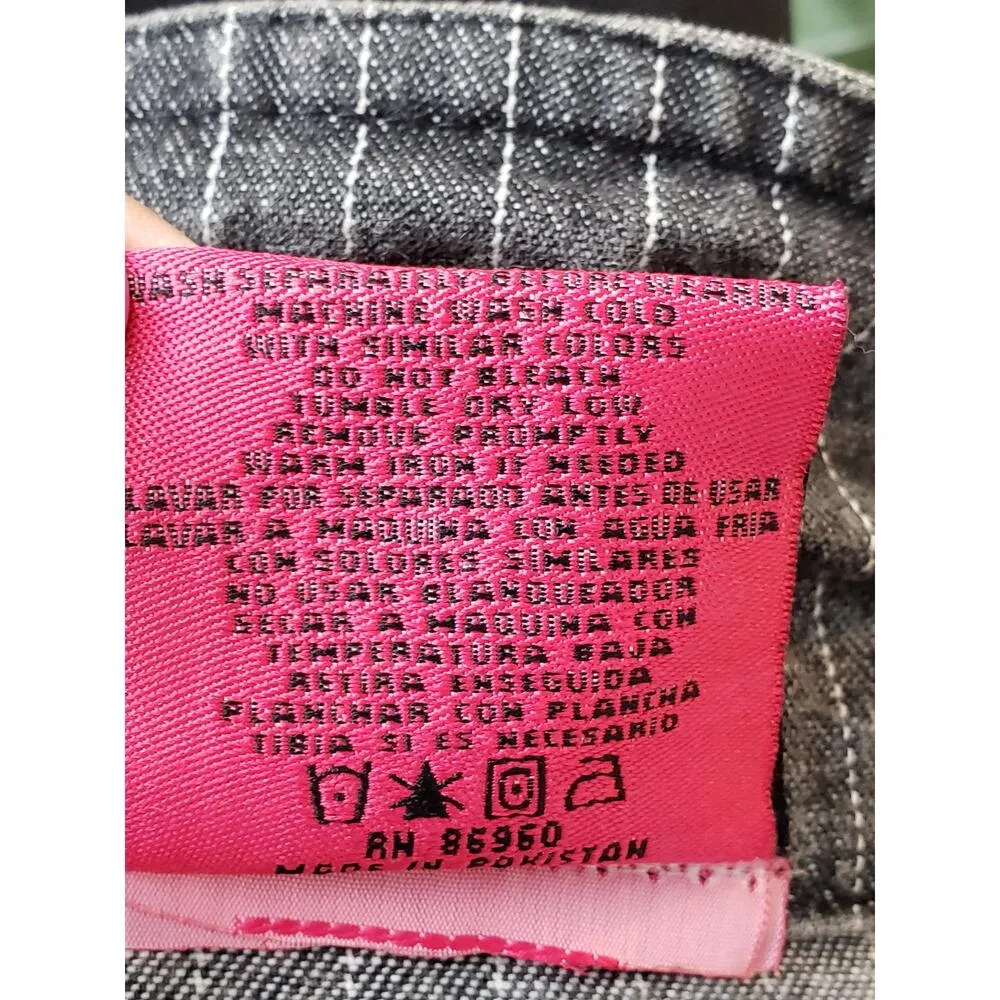 WASH SEPARATELY BEFORE WEARING
MACHINE WASH COLD
WITH SIMILAR COLORS
DO NOT BLEACH
TUMBLE DRY LOW
REMOVE PROMPTLY
WARM IRON IF NEEDED
LAVAR POR SEPARADO ANTES DE USAR
LAVAR A MAQUINA CON AGUA FRIA
CON SOLORES SIMILARES
NO USAR BLANQUEADOR
SECAR A MAQUINA CON
TEMPERATURA BAJA
RETIRA ENSEGUIDA
PLANCHAR CON PLANCHA
TIBIA SI ES NECESARIO
RN 86960
MADE IN PAKISTAN